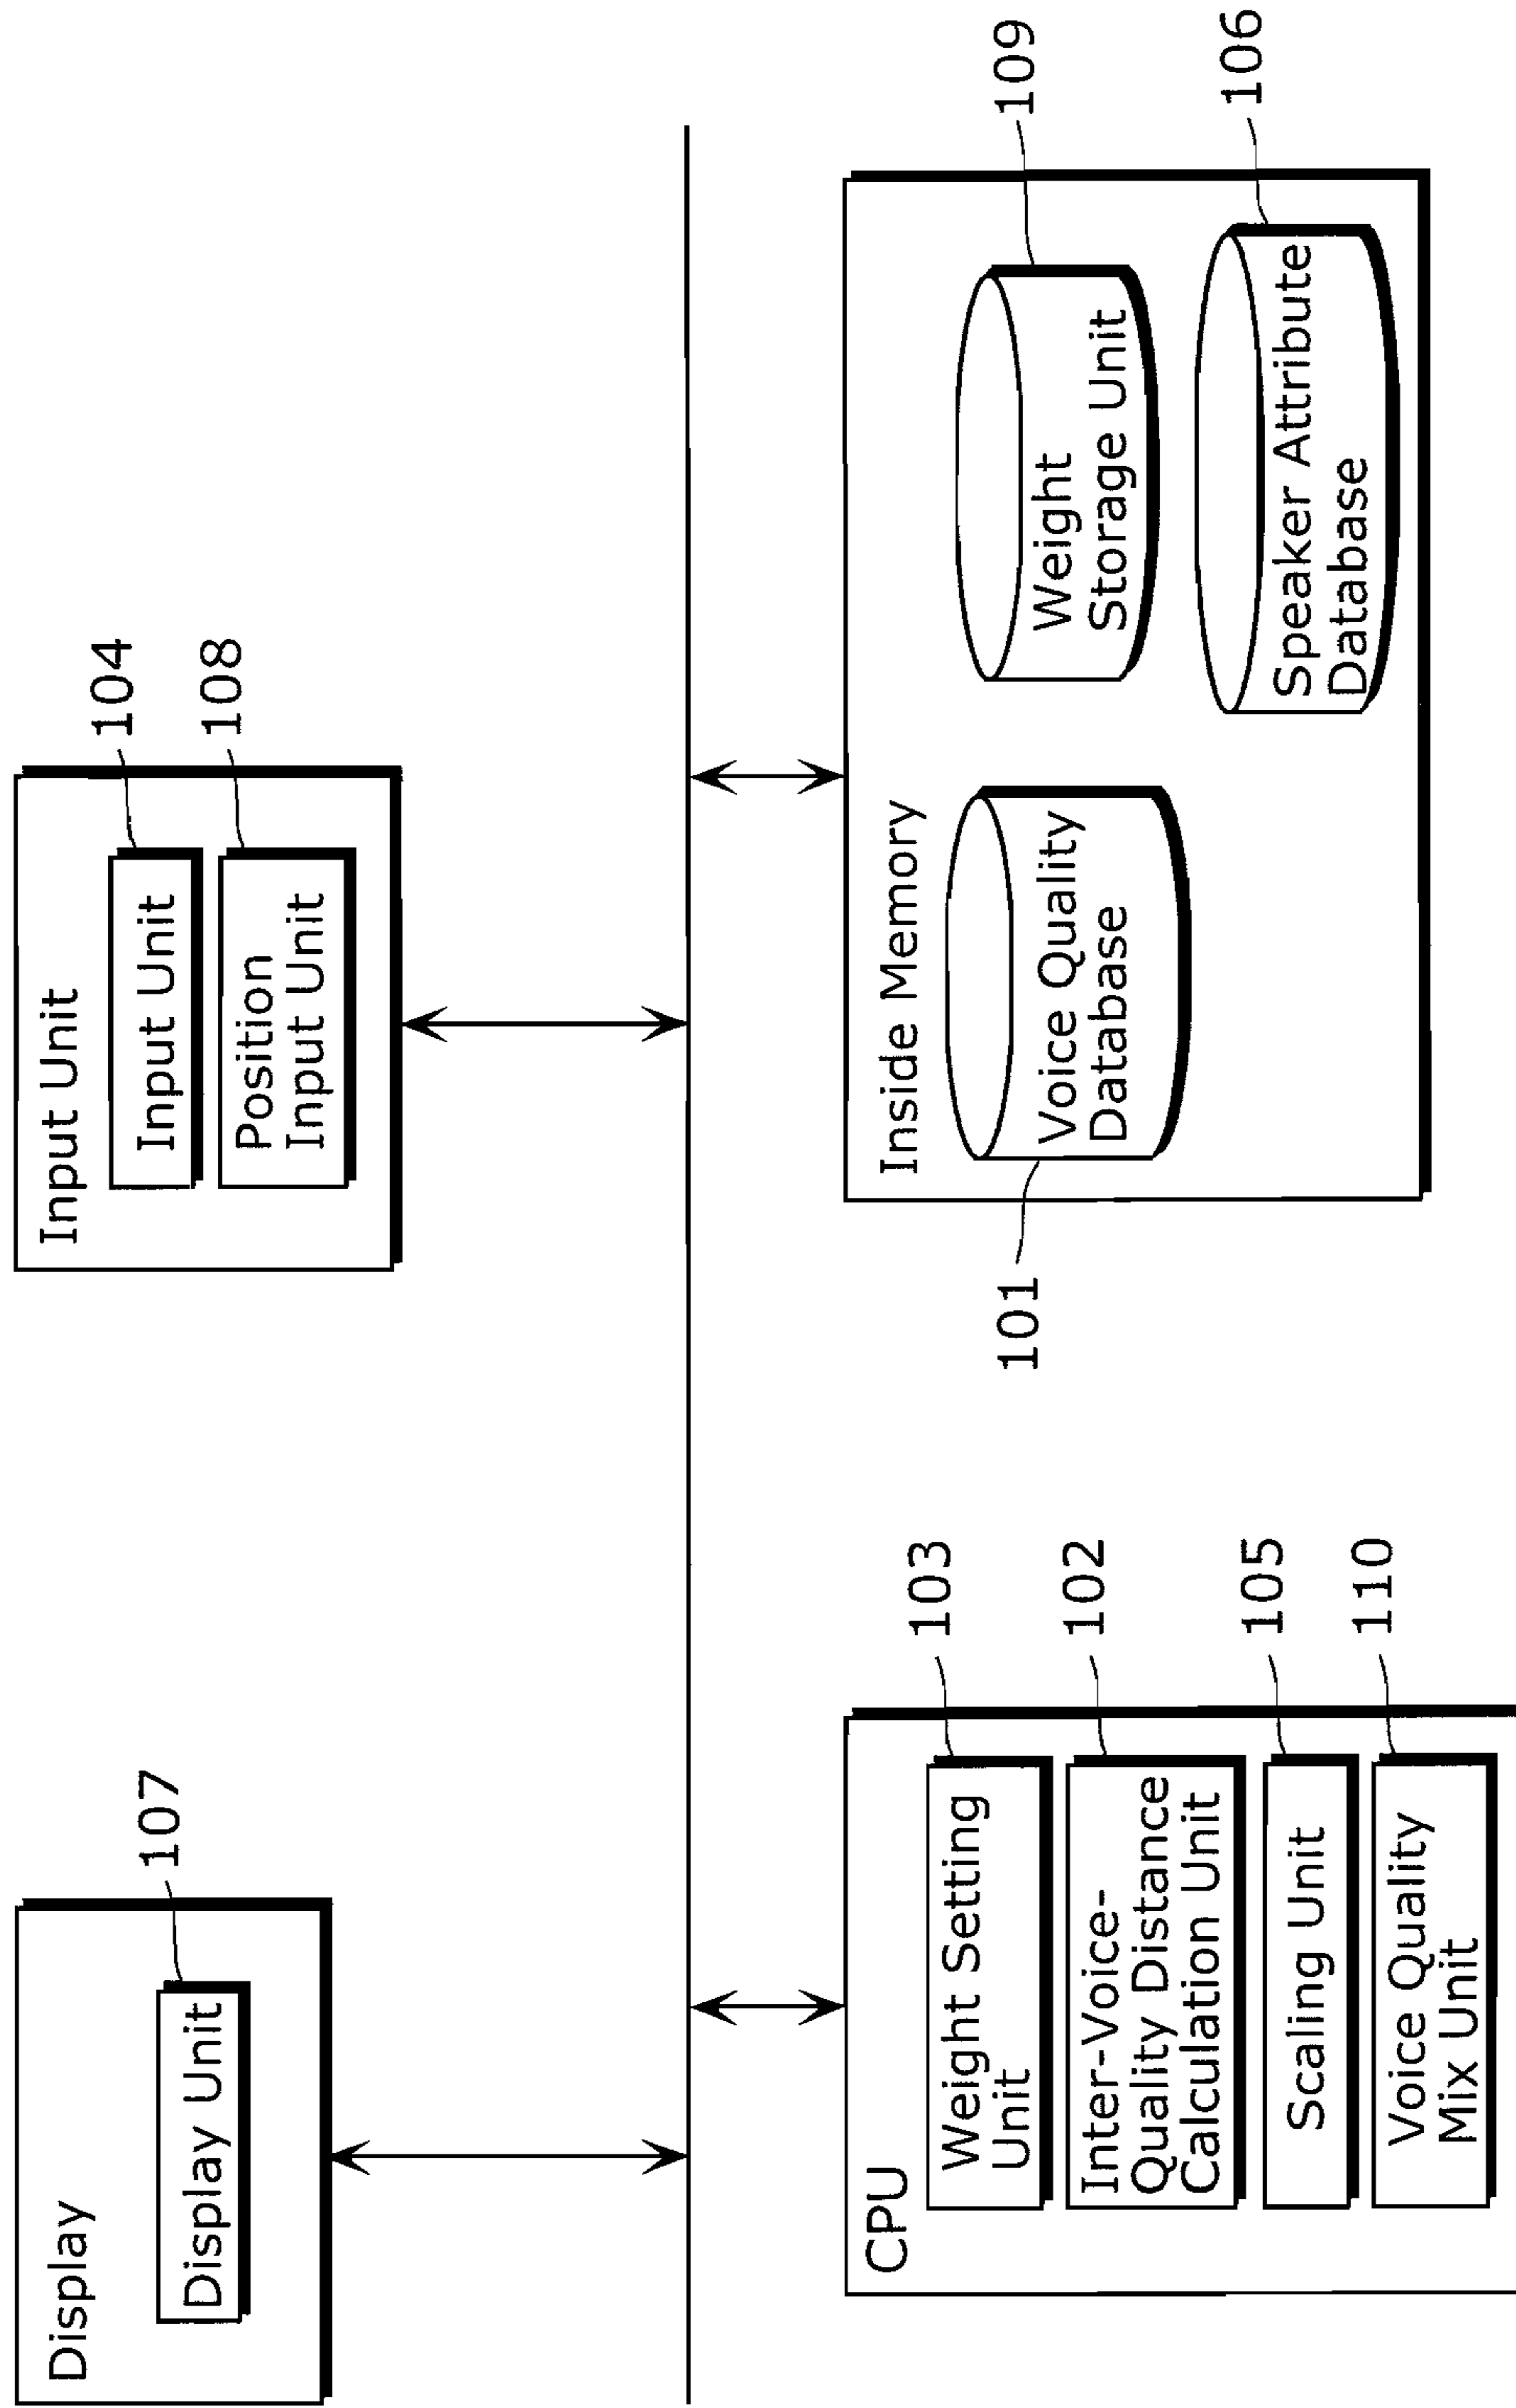 Display
107
Display Unit
Input Unit
104
Input Unit
108
Position
Input Unit
CPU
103
Weight Setting
Unit
102
Inter-Voice-
Quality Distance
Calculation Unit
105
Scaling Unit
110
Voice Quality
Mix Unit
Inside Memory
101
Voice Quality
Database
109
Weight
Storage Unit
106
Speaker Attribute
Database